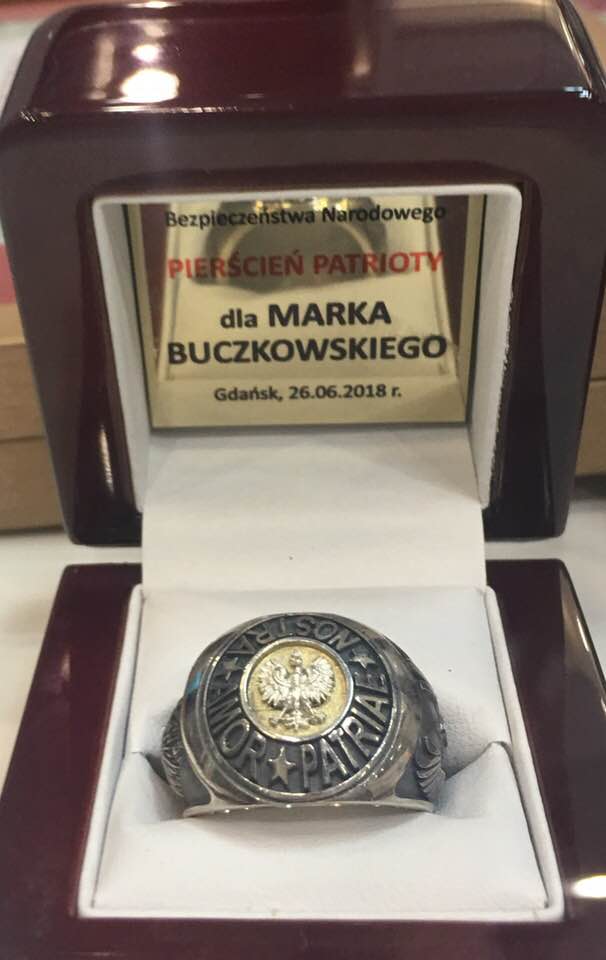 Bezpieczeństwa Narodowego
PIERŚCIEŃ PATRIOTY
dla MARKA
BUCZKOWSKIEGO
Gdańsk, 26.06.2018 r.
AMOR ★ PATRIAE ★ NOSTRA ★